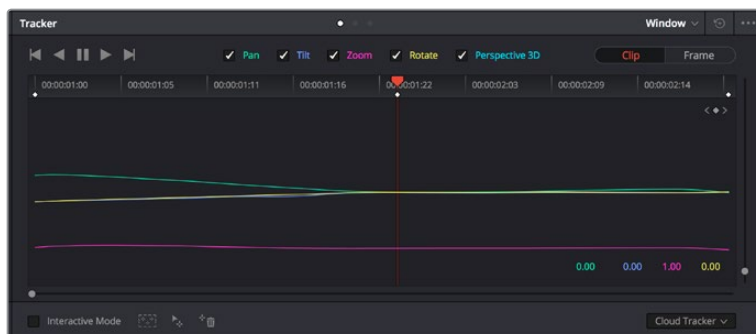 Tracker Window
Pan Tilt Zoom Rotate Perspective 3D Clip Frame
00:00:01:00 00:00:01:05 00:00:01:11 00:00:01:16 00:00:01:22 00:00:02:03 00:00:02:09 00:00:02:14
0.00 0.00 1.00 0.00
Interactive Mode Cloud Tracker